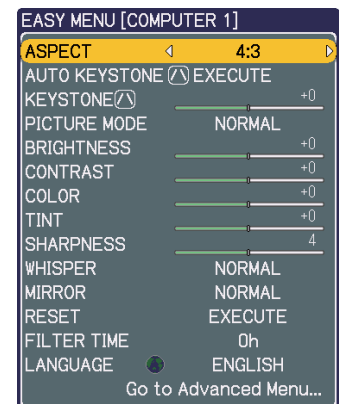 EASY MENU [COMPUTER 1]
ASPECT 4:3
AUTO KEYSTONE EXECUTE
KEYSTONE +0
PICTURE MODE NORMAL
BRIGHTNESS +0
CONTRAST +0
COLOR +0
TINT +0
SHARPNESS 4
WHISPER NORMAL
MIRROR NORMAL
RESET EXECUTE
FILTER TIME 0h
LANGUAGE ENGLISH
Go to Advanced Menu...